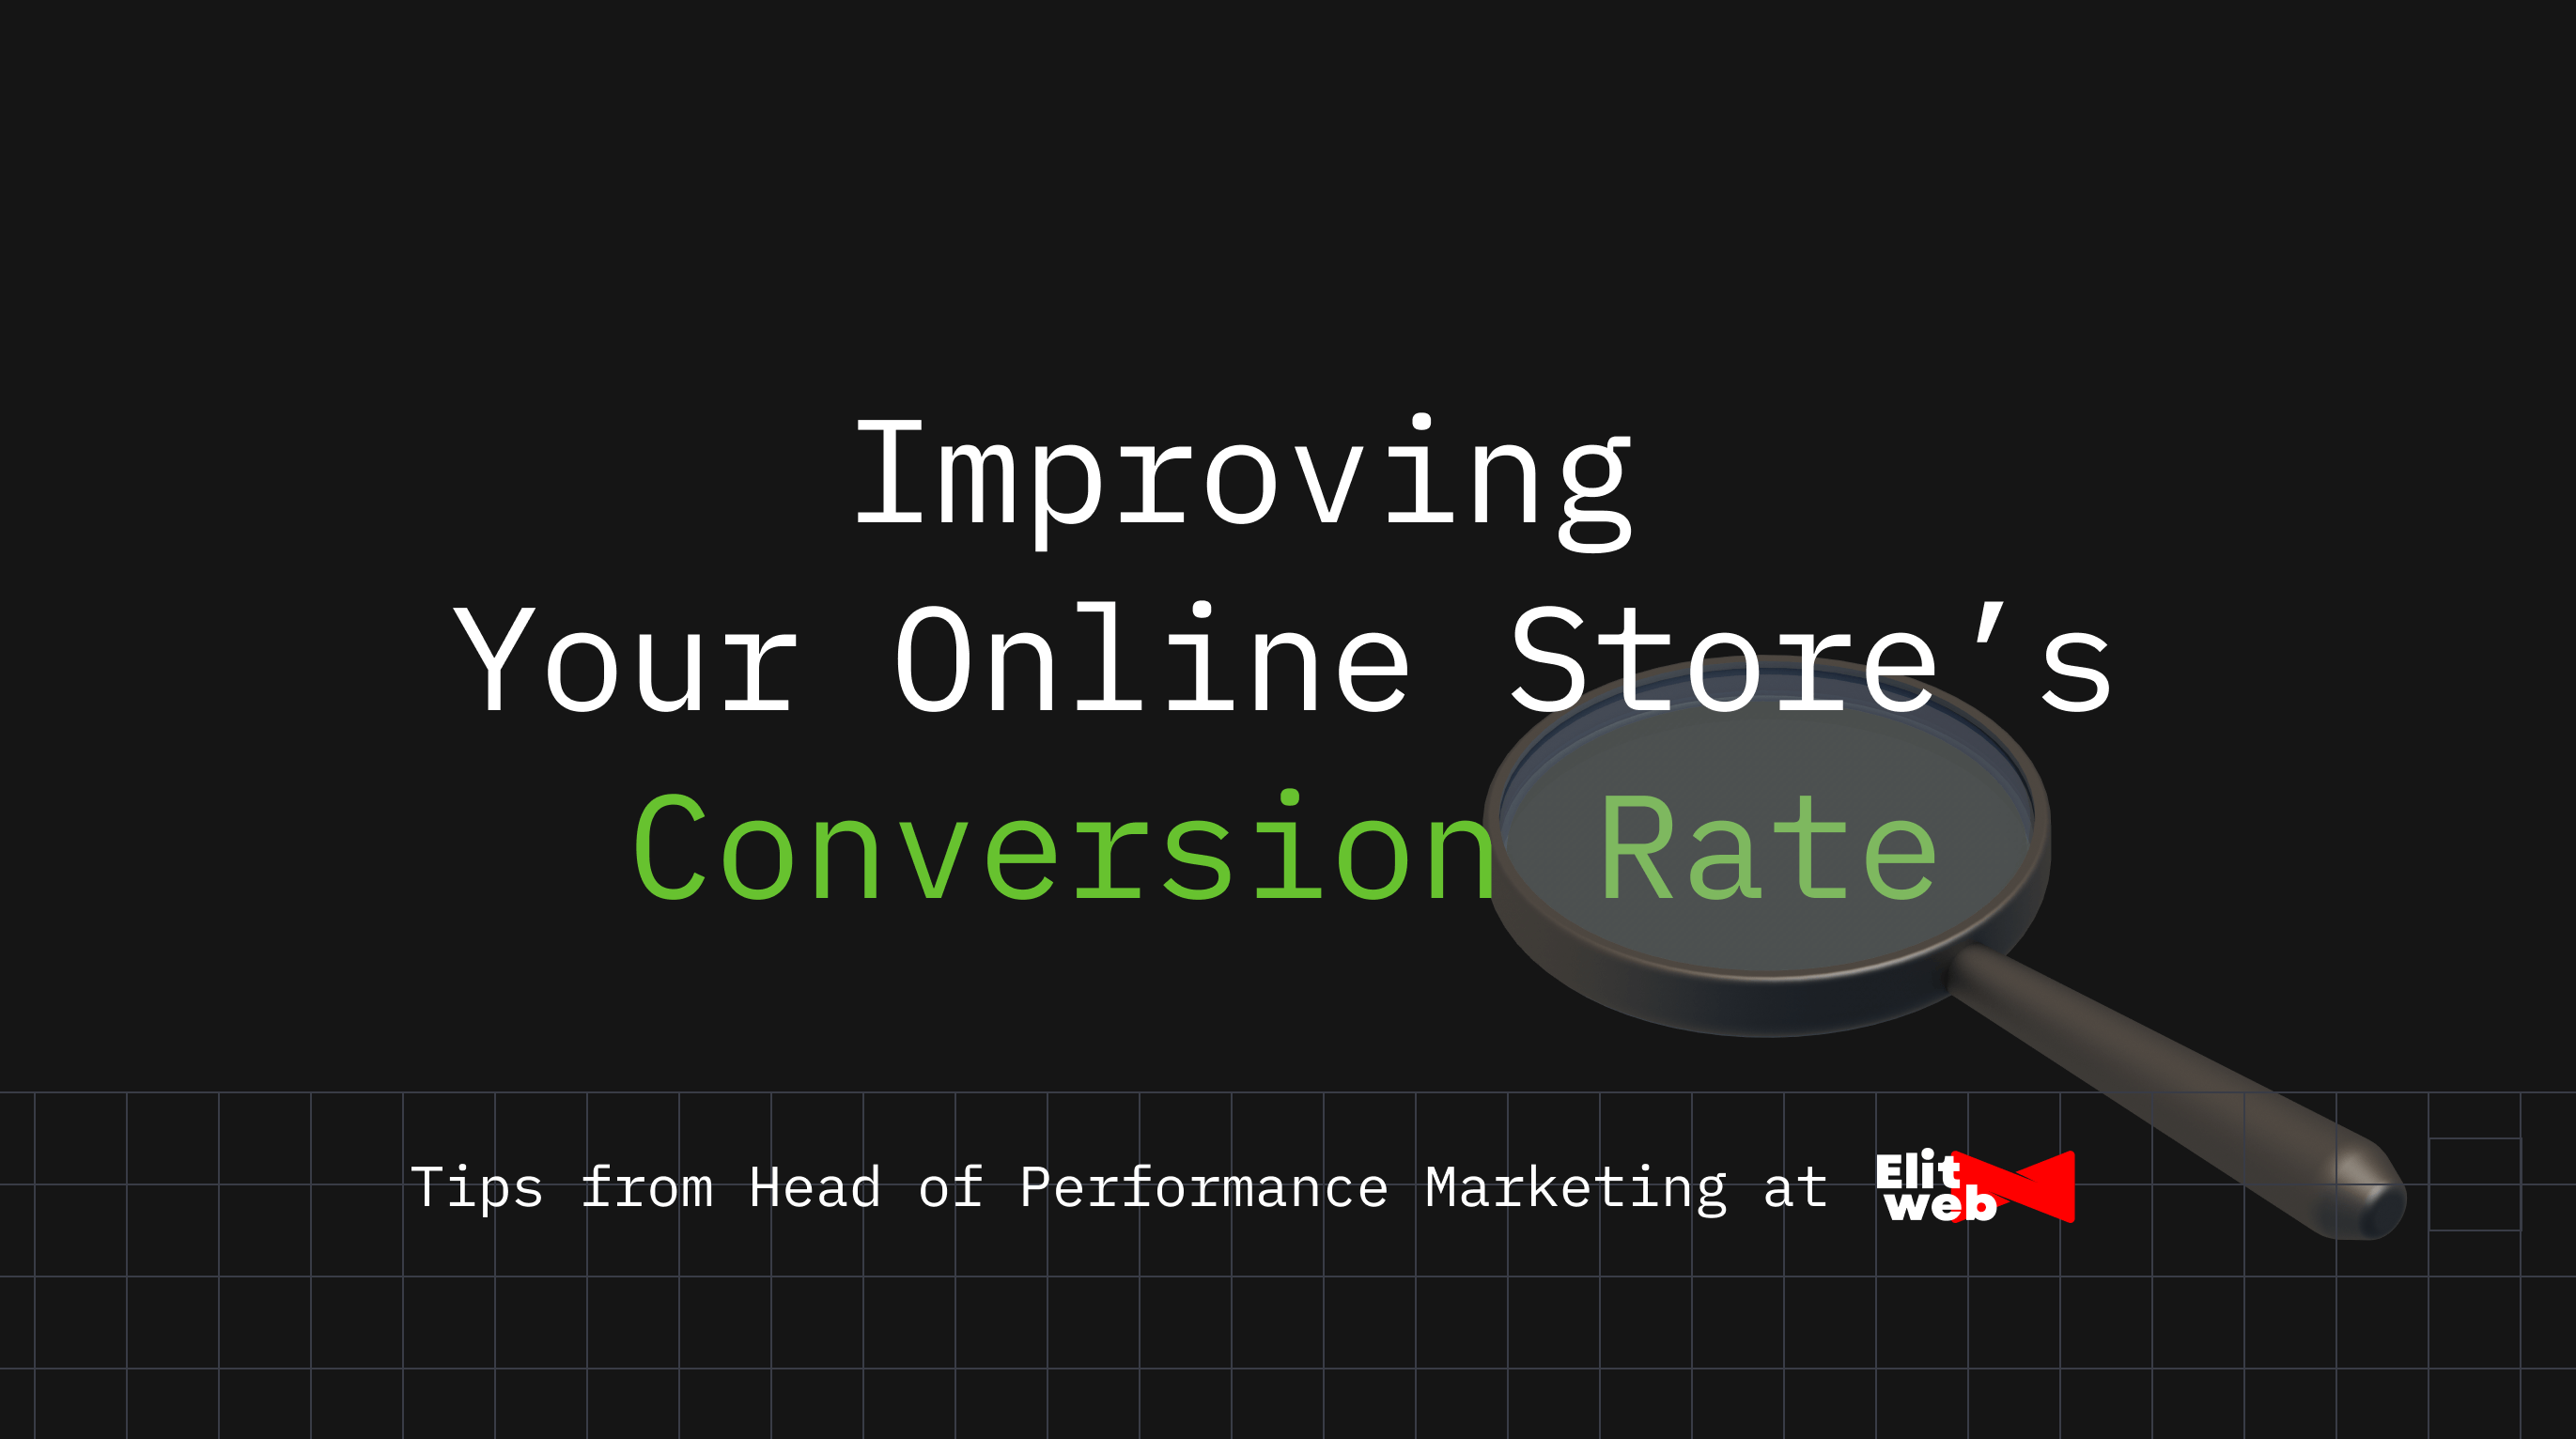 Improving
Your Online Store’s
Conversion Rate
Tips from Head of Performance Marketing at
Elit
web